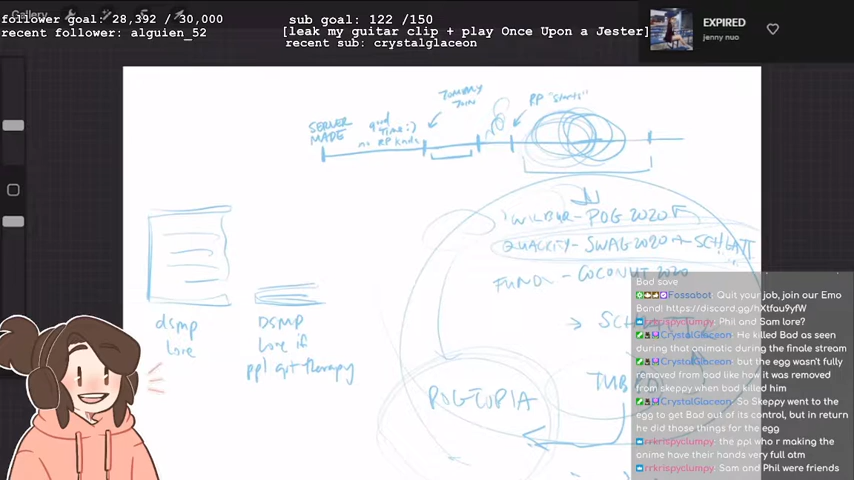 Gallery
follower goal: 28,392 / 30,000
recent follower: alguien_52
sub goal: 122 /150
[leak my guitar clip + play Once Upon a Jester]
recent sub: crystalglaceon
EXPIRED
jenny nuo
SERVER
MADE
good
time :)
no RP kinda
TOMMY
JOIN
RP "starts"
WILBUR - POG 2020
QUACKITY - SWAG 2020 + SCHLATT
FUNDY - COCONUT 2020
→ SCH
TUB
POGTOPIA
dsmp
lore
DSMP
lore if
ppl got therapy
Bad save
Fossabot: Quit your job, join our Emo
Band! https://discord.gg/hXtfau9yfW
rrkrispyclumpy: Phil and Sam lore?
CrystalGlaceon: He killed Bad as seen
during that animatic during the finale stream
CrystalGlaceon: but the egg wasn't fully
removed from bad like how it was removed
from skeppy when bad killed him
CrystalGlaceon: So Skeppy went to the
egg to get Bad out of its control, but in return
he did those things for the egg
rrkrispyclumpy: the ppl who r making the
anime have their hands very full atm
rrkrispyclumpy: Sam and Phil were friends